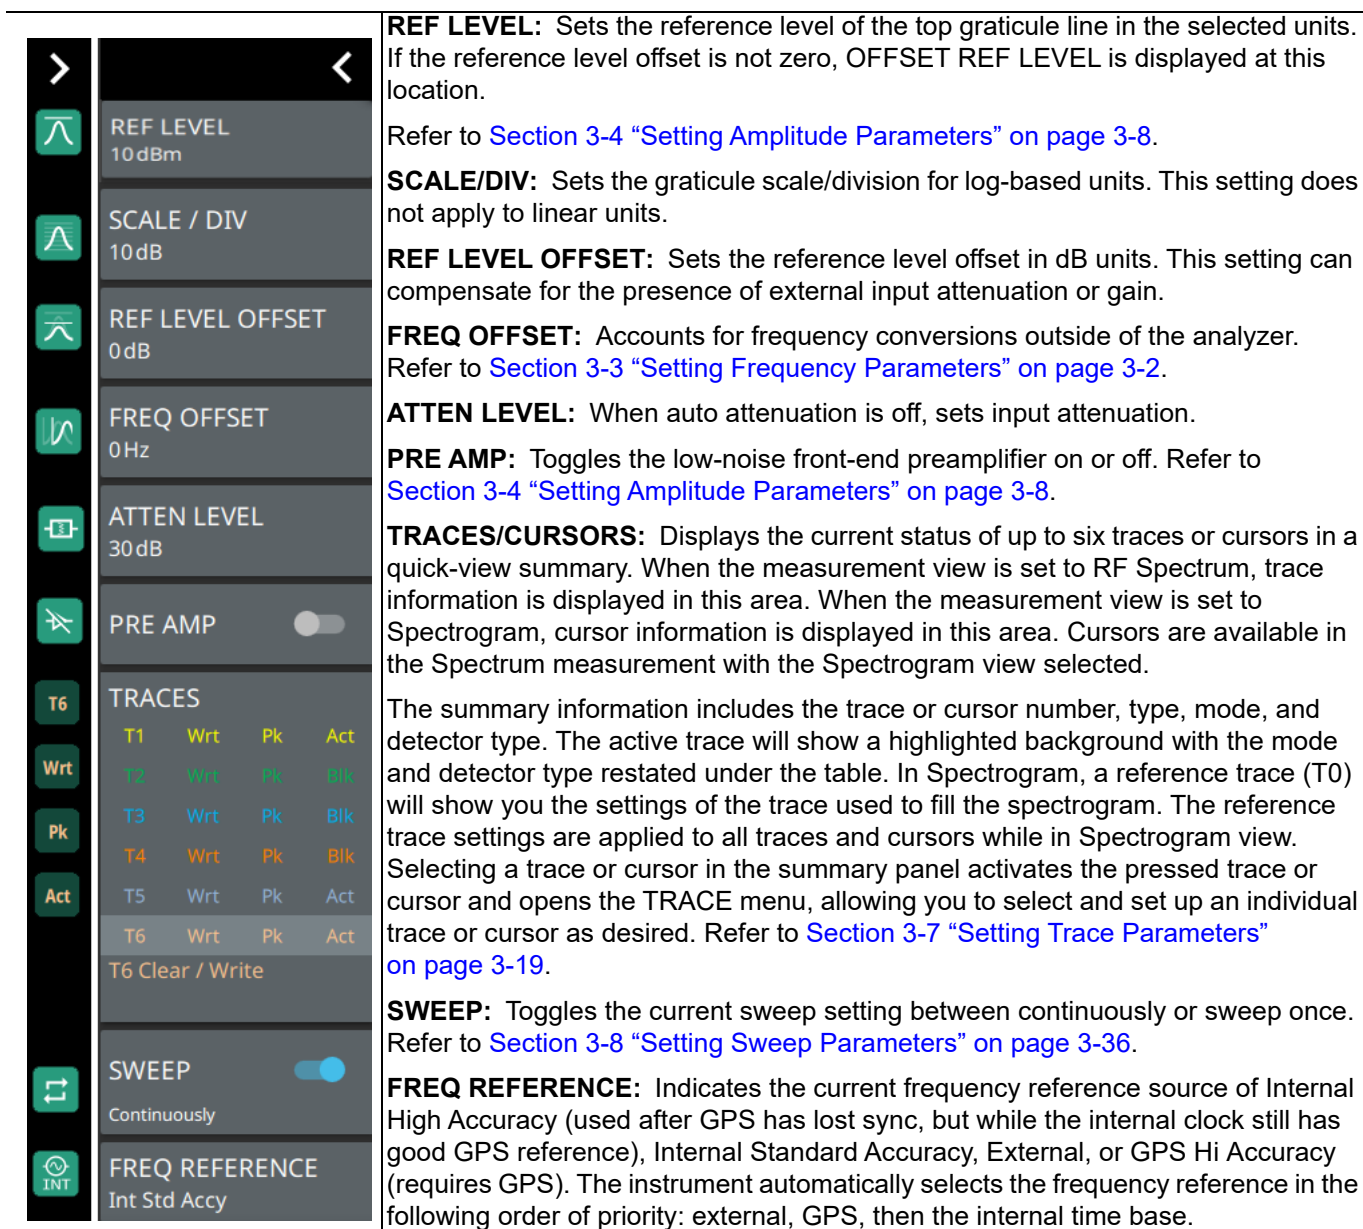 REF LEVEL
10 dBm
SCALE / DIV
10 dB
REF LEVEL OFFSET
0 dB
FREQ OFFSET
0 Hz
ATTEN LEVEL
30 dB
PRE AMP
T6
Wrt
Pk
Act
TRACES
T1 Wrt Pk Act
T2 Wrt Pk Blk
T3 Wrt Pk Blk
T4 Wrt Pk Blk
T5 Wrt Pk Act
T6 Wrt Pk Act
T6 Clear / Write
SWEEP
Continuously
INT
FREQ REFERENCE
Int Std Accy
REF LEVEL: Sets the reference level of the top graticule line in the selected units.
If the reference level offset is not zero, OFFSET REF LEVEL is displayed at this
location.
Refer to Section 3-4 “Setting Amplitude Parameters” on page 3-8.
SCALE/DIV: Sets the graticule scale/division for log-based units. This setting does
not apply to linear units.
REF LEVEL OFFSET: Sets the reference level offset in dB units. This setting can
compensate for the presence of external input attenuation or gain.
FREQ OFFSET: Accounts for frequency conversions outside of the analyzer.
Refer to Section 3-3 “Setting Frequency Parameters” on page 3-2.
ATTEN LEVEL: When auto attenuation is off, sets input attenuation.
PRE AMP: Toggles the low-noise front-end preamplifier on or off. Refer to
Section 3-4 “Setting Amplitude Parameters” on page 3-8.
TRACES/CURSORS: Displays the current status of up to six traces or cursors in a
quick-view summary. When the measurement view is set to RF Spectrum, trace
information is displayed in this area. When the measurement view is set to
Spectrogram, cursor information is displayed in this area. Cursors are available in
the Spectrum measurement with the Spectrogram view selected.
The summary information includes the trace or cursor number, type, mode, and
detector type. The active trace will show a highlighted background with the mode
and detector type restated under the table. In Spectrogram, a reference trace (T0)
will show you the settings of the trace used to fill the spectrogram. The reference
trace settings are applied to all traces and cursors while in Spectrogram view.
Selecting a trace or cursor in the summary panel activates the pressed trace or
cursor and opens the TRACE menu, allowing you to select and set up an individual
trace or cursor as desired. Refer to Section 3-7 “Setting Trace Parameters”
on page 3-19.
SWEEP: Toggles the current sweep setting between continuously or sweep once.
Refer to Section 3-8 “Setting Sweep Parameters” on page 3-36.
FREQ REFERENCE: Indicates the current frequency reference source of Internal
High Accuracy (used after GPS has lost sync, but while the internal clock still has
good GPS reference), Internal Standard Accuracy, External, or GPS Hi Accuracy
(requires GPS). The instrument automatically selects the frequency reference in the
following order of priority: external, GPS, then the internal time base.